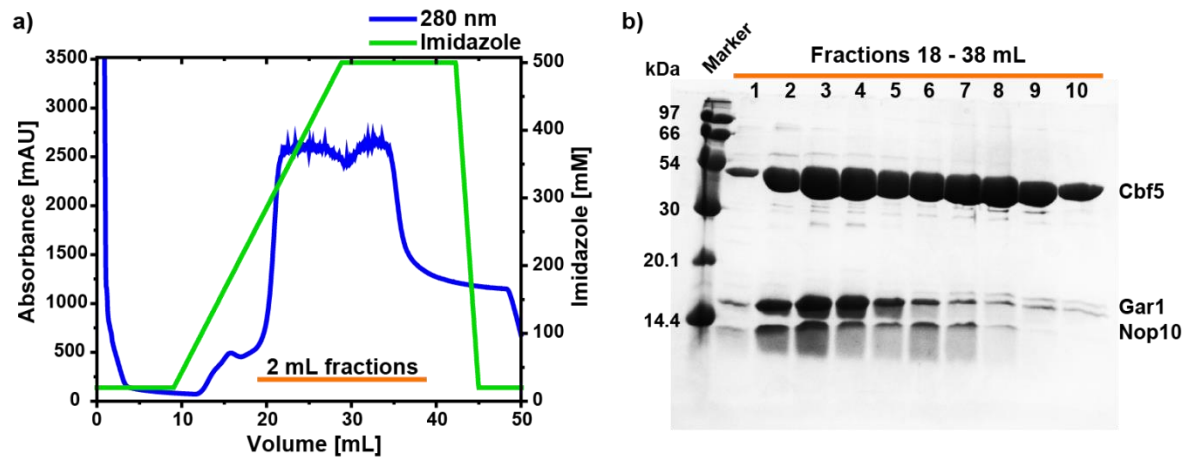 a)
280 nm
Imidazole
Absorbance [mAU]
3500
3000
2500
2000
1500
1000
500
0
Imidazole [mM]
500
400
300
200
100
0
2 mL fractions
0 10 20 30 40 50
Volume [mL]
b)
Marker
Fractions 18 - 38 mL
kDa
1 2 3 4 5 6 7 8 9 10
97
66
54
30
20.1
14.4
Cbf5
Gar1
Nop10